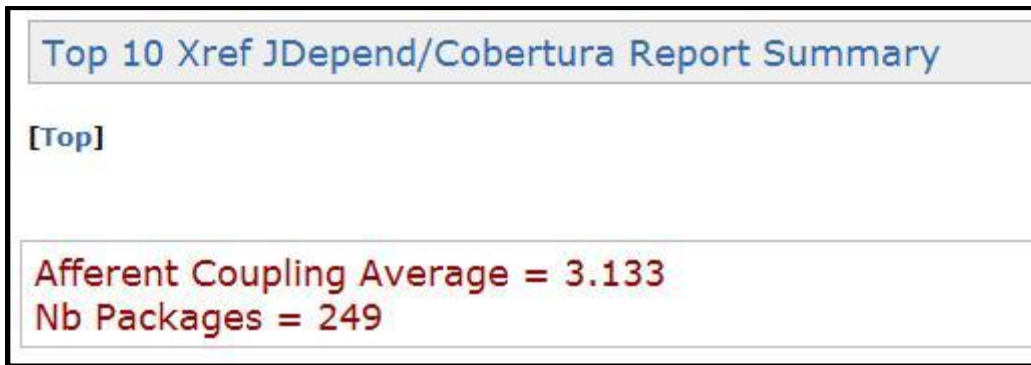 Top 10 Xref JDepend/Cobertura Report Summary
[Top]
Afferent Coupling Average = 3.133
Nb Packages = 249